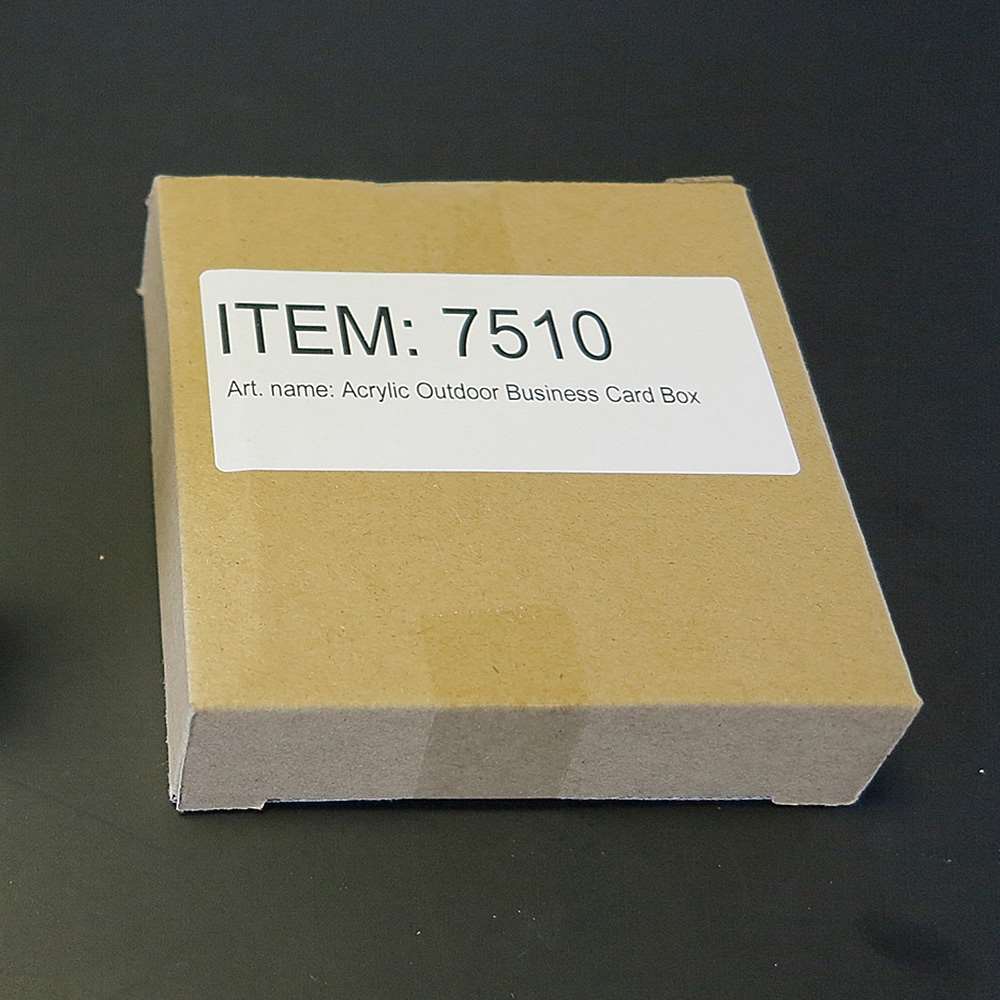 ITEM: 7510
Art. name: Acrylic Outdoor Business Card Box